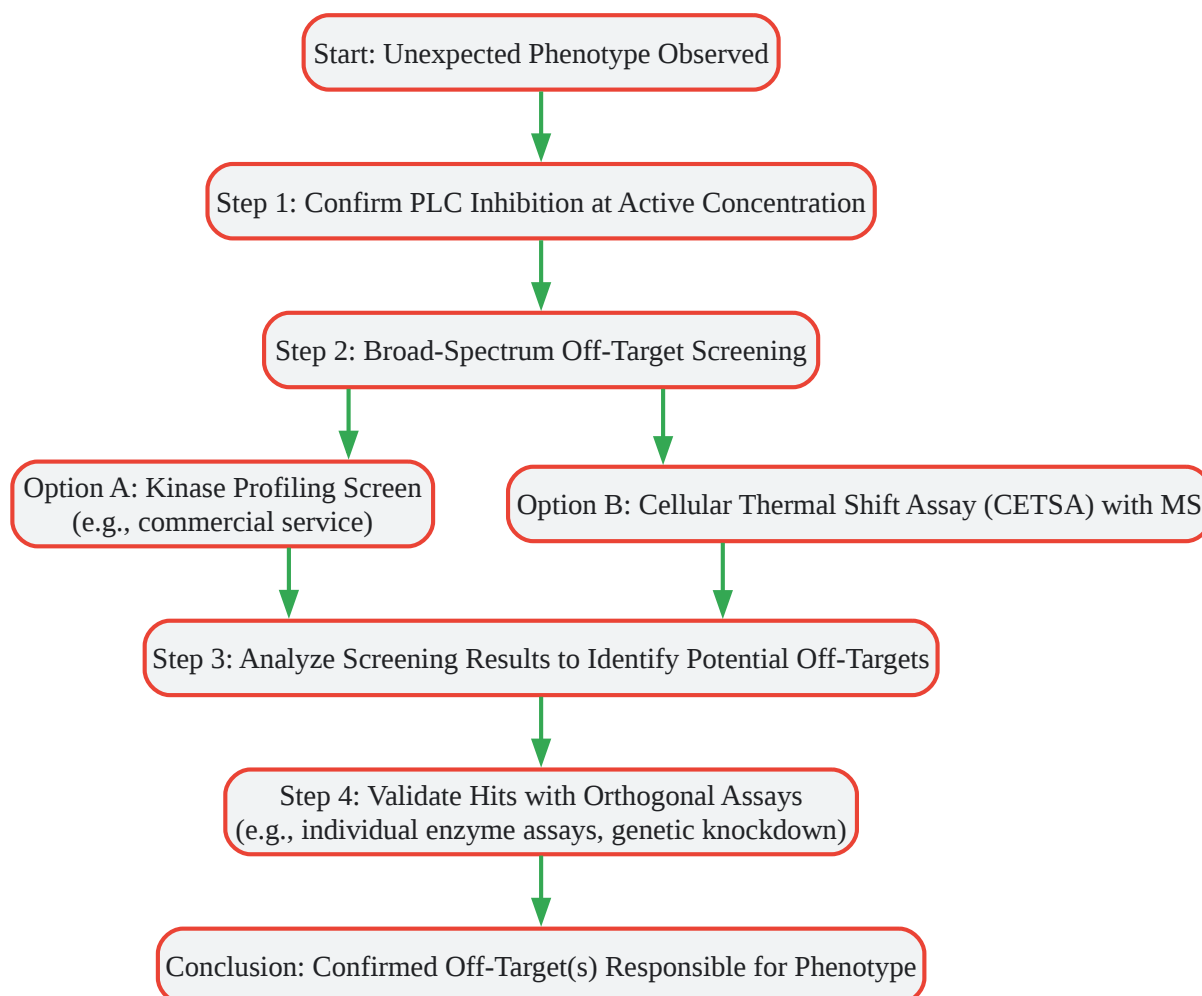 Start: Unexpected Phenotype Observed
Step 1: Confirm PLC Inhibition at Active Concentration
Step 2: Broad-Spectrum Off-Target Screening
Option A: Kinase Profiling Screen
(e.g., commercial service)
Option B: Cellular Thermal Shift Assay (CETSA) with MS
Step 3: Analyze Screening Results to Identify Potential Off-Targets
Step 4: Validate Hits with Orthogonal Assays
(e.g., individual enzyme assays, genetic knockdown)
Conclusion: Confirmed Off-Target(s) Responsible for Phenotype